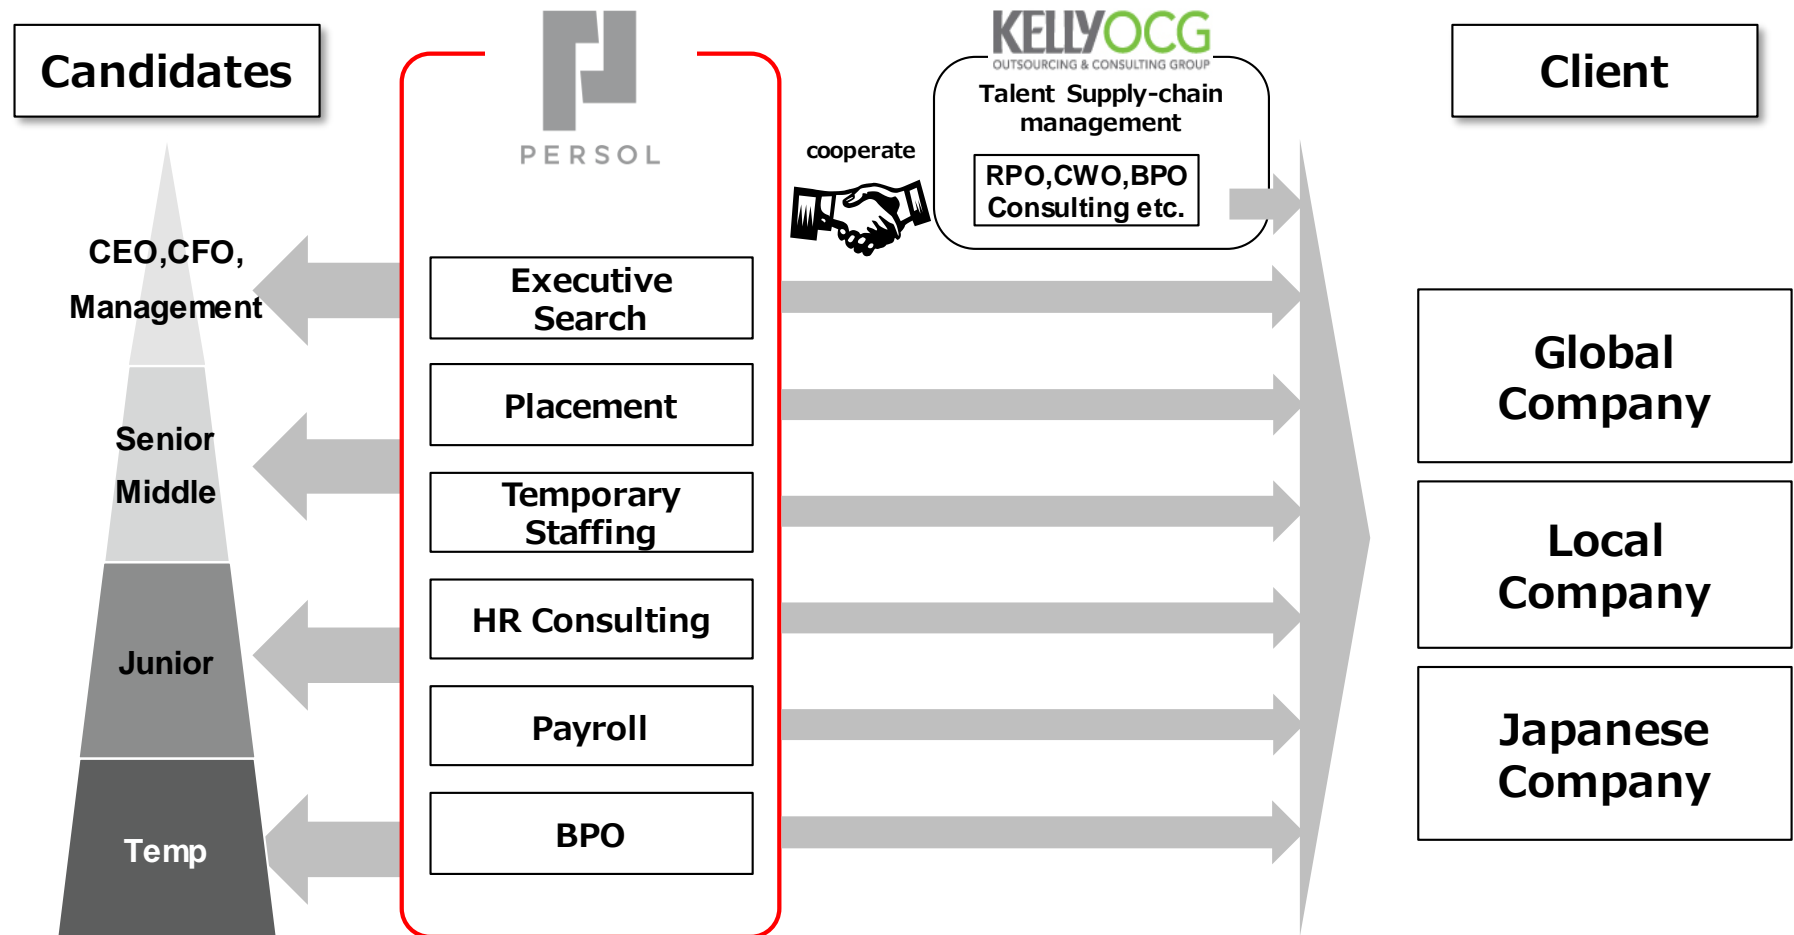 Candidates
CEO,CFO,
Management
Senior
Middle
Junior
Temp
PERSOL
Executive
Search
Placement
Temporary
Staffing
HR Consulting
Payroll
BPO
cooperate
KELLYOCG
OUTSOURCING & CONSULTING GROUP
Talent Supply-chain
management
RPO,CWO,BPO
Consulting etc.
Client
Global
Company
Local
Company
Japanese
Company